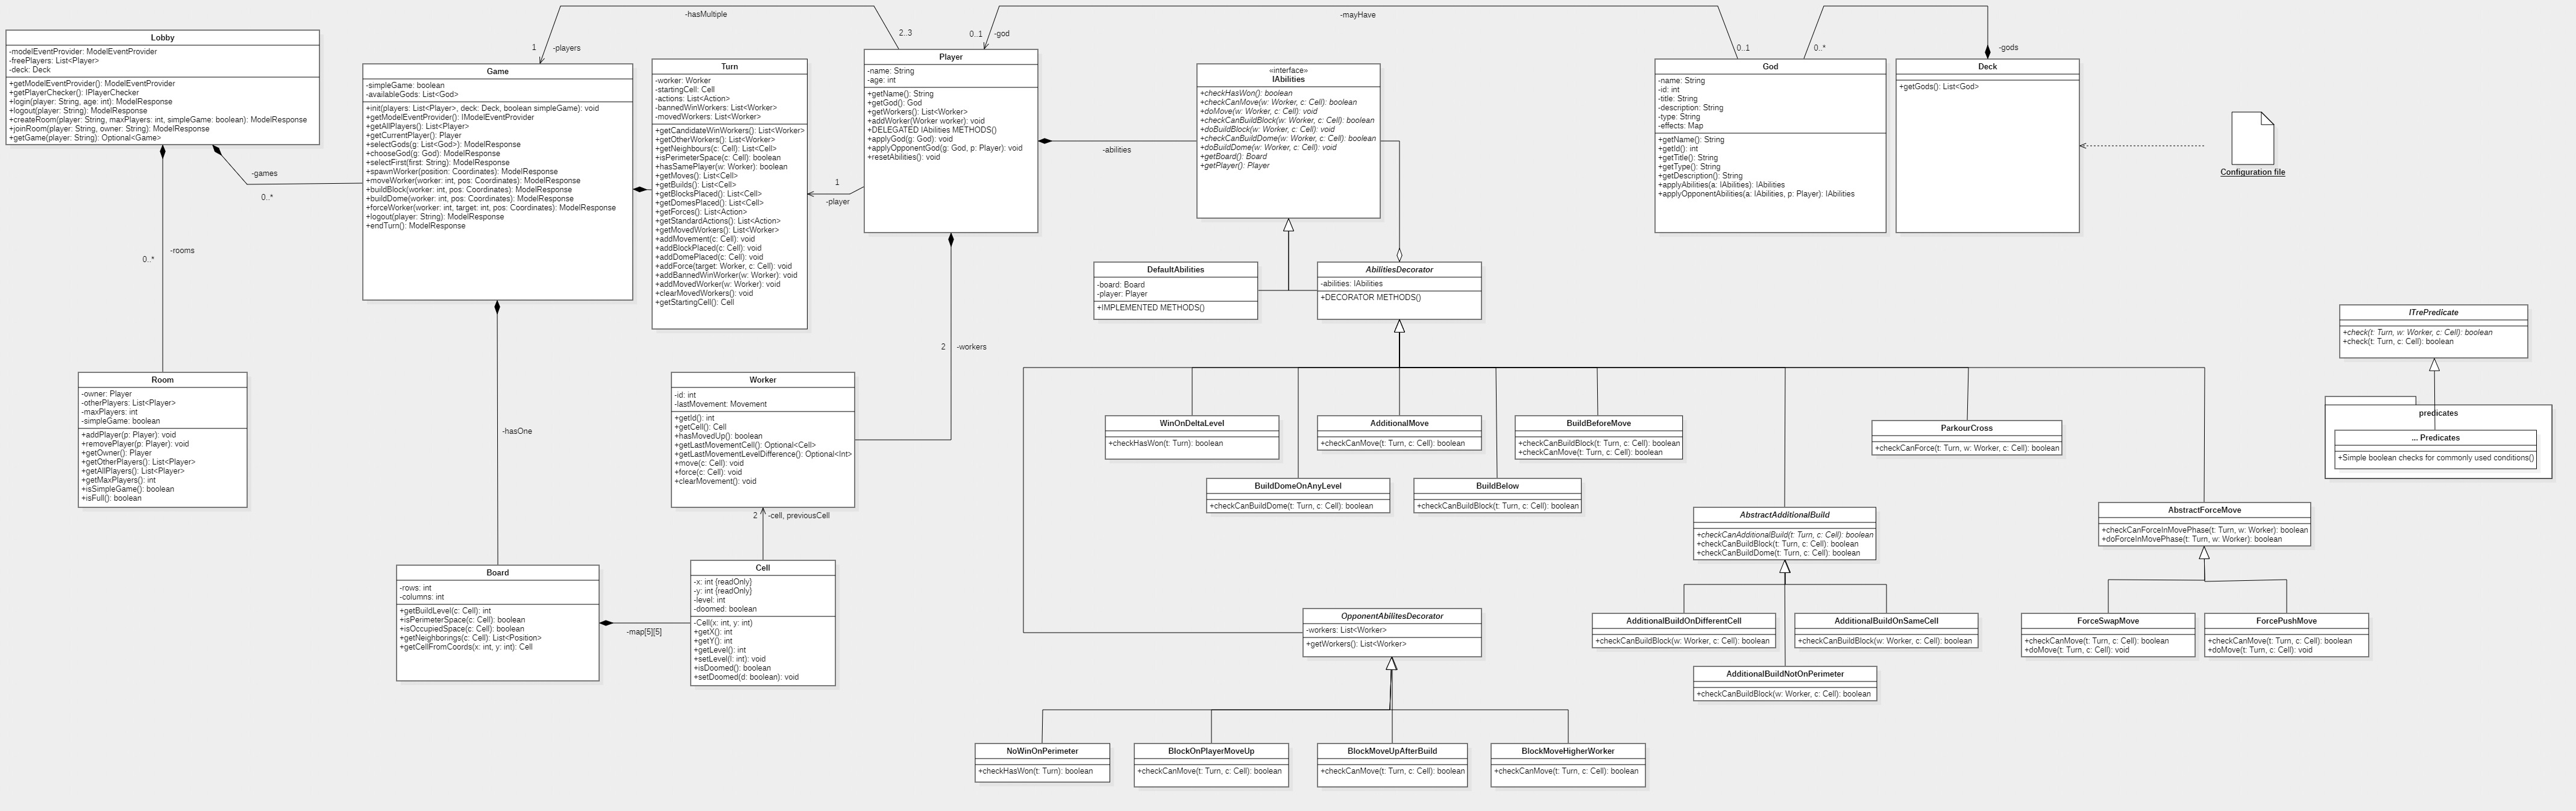 -hasMultiple
1
-players
2..3
0..1
-god
-mayHave
0..1
0..*
-gods
Lobby
-modelEventProvider: ModelEventProvider
-freePlayers: List<Player>
-deck: Deck
+getModelEventProvider(): ModelEventProvider
+getPlayerChecker(): IPlayerChecker
+login(player: String, age: int): ModelResponse
+logout(player: String): ModelResponse
+createRoom(player: String, maxPlayers: int, simpleGame: boolean): ModelResponse
+joinRoom(player: String, owner: String): ModelResponse
+getGame(player: String): Optional<Game>
-games
0..*
-rooms
0..*
Game
-simpleGame: boolean
-availableGods: List<God>
+init(players: List<Player>, deck: Deck, boolean simpleGame): void
+getModelEventProvider(): IModelEventProvider
+getAllPlayers(): List<Player>
+getCurrentPlayer(): Player
+selectGods(g: List<God>): ModelResponse
+chooseGod(g: God): ModelResponse
+selectFirst(first: String): ModelResponse
+spawnWorker(position: Coordinates): ModelResponse
+moveWorker(worker: int, pos: Coordinates): ModelResponse
+buildBlock(worker: int, pos: Coordinates): ModelResponse
+buildDome(worker: int, pos: Coordinates): ModelResponse
+forceWorker(worker: int, target: int, pos: Coordinates): ModelResponse
+logout(player: String): ModelResponse
+endTurn(): ModelResponse
Turn
-worker: Worker
-startingCell: Cell
-actions: List<Action>
-bannedWinWorkers: List<Worker>
-movedWorkers: List<Worker>
+getCandidateWinWorkers(): List<Worker>
+getOtherWorkers(): List<Worker>
+getNeighbours(c: Cell): List<Cell>
+isPerimeterSpace(c: Cell): boolean
+hasSamePlayer(w: Worker): boolean
+getMoves(): List<Cell>
+getBuilds(): List<Cell>
+getBlocksPlaced(): List<Cell>
+getDomesPlaced(): List<Cell>
+getForces(): List<Action>
+getStandardActions(): List<Action>
+getMovedWorkers(): List<Worker>
+addMovement(c: Cell): void
+addBlockPlaced(c: Cell): void
+addDomePlaced(c: Cell): void
+addForce(target: Worker, c: Cell): void
+addBannedWinWorker(w: Worker): void
+addMovedWorker(w: Worker): void
+clearMovedWorkers(): void
+getStartingCell(): Cell
1
-player
Player
-name: String
-age: int
+getName(): String
+getGod(): God
+getWorkers(): List<Worker>
+addWorker(Worker worker): void
+DELEGATED IAbilities METHODS()
+applyGod(g: God): void
+applyOpponentGod(g: God, p: Player): void
+resetAbilities(): void
-abilities
«interface»
IAbilities
+checkHasWon(): boolean
+checkCanMove(w: Worker, c: Cell): boolean
+doMove(w: Worker, c: Cell): void
+checkCanBuildBlock(w: Worker, c: Cell): boolean
+doBuildBlock(w: Worker, c: Cell): void
+checkCanBuildDome(w: Worker, c: Cell): boolean
+doBuildDome(w: Worker, c: Cell): void
+getBoard(): Board
+getPlayer(): Player
God
-name: String
-id: int
-title: String
-description: String
-type: String
-effects: Map
+getName(): String
+getId(): int
+getTitle(): String
+getType(): String
+getDescription(): String
+applyAbilities(a: IAbilities): IAbilities
+applyOpponentAbilities(a: IAbilities, p: Player): IAbilities
Deck
+getGods(): List<God>
Configuration file
DefaultAbilities
-board: Board
-player: Player
+IMPLEMENTED METHODS()
AbilitiesDecorator
-abilities: IAbilities
+DECORATOR METHODS()
ITrePredicate
+check(t: Turn, w: Worker, c: Cell): boolean
+check(t: Turn, c: Cell): boolean
predicates
... Predicates
+Simple boolean checks for commonly used conditions()
2
-workers
Room
-owner: Player
-otherPlayers: List<Player>
-maxPlayers: int
-simpleGame: boolean
+addPlayer(p: Player): void
+removePlayer(p: Player): void
+getOwner(): Player
+getOtherPlayers(): List<Player>
+getAllPlayers(): List<Player>
+getMaxPlayers(): int
+isSimpleGame(): boolean
+isFull(): boolean
-hasOne
Worker
-id: int
-lastMovement: Movement
+getId(): int
+getCell(): Cell
+hasMovedUp(): boolean
+getLastMovementCell(): Optional<Cell>
+getLastMovementLevelDifference(): Optional<Int>
+move(c: Cell): void
+force(c: Cell): void
+clearMovement(): void
2
-cell, previousCell
WinOnDeltaLevel
+checkHasWon(t: Turn): boolean
AdditionalMove
+checkCanMove(t: Turn, c: Cell): boolean
BuildBeforeMove
+checkCanBuildBlock(t: Turn, c: Cell): boolean
+checkCanMove(t: Turn, c: Cell): boolean
ParkourCross
+checkCanForce(t: Turn, w: Worker, c: Cell): boolean
BuildDomeOnAnyLevel
+checkCanBuildDome(t: Turn, c: Cell): boolean
BuildBelow
+checkCanBuildBlock(t: Turn, c: Cell): boolean
AbstractAdditionalBuild
+checkCanAdditionalBuild(t: Turn, c: Cell): boolean
+checkCanBuildBlock(t: Turn, c: Cell): boolean
+checkCanBuildDome(t: Turn, c: Cell): boolean
AbstractForceMove
+checkCanForceInMovePhase(t: Turn, w: Worker): boolean
+doForceInMovePhase(t: Turn, w: Worker): boolean
Board
-rows: int
-columns: int
+getBuildLevel(c: Cell): int
+isPerimeterSpace(c: Cell): boolean
+isOccupiedSpace(c: Cell): boolean
+getNeighborings(c: Cell): List<Position>
+getCellFromCoords(x: int, y: int): Cell
-map[5][5]
Cell
-x: int {readOnly}
-y: int {readOnly}
-level: int
-doomed: boolean
-Cell(x: int, y: int)
+getX(): int
+getY(): int
+getLevel(): int
+setLevel(l: int): void
+isDoomed(): boolean
+setDoomed(d: boolean): void
OpponentAbilitesDecorator
-workers: List<Worker>
+getWorkers(): List<Worker>
AdditionalBuildOnDifferentCell
+checkCanBuildBlock(w: Worker, c: Cell): boolean
AdditionalBuildOnSameCell
+checkCanBuildBlock(w: Worker, c: Cell): boolean
ForceSwapMove
+checkCanMove(t: Turn, c: Cell): boolean
+doMove(t: Turn, c: Cell): void
ForcePushMove
+checkCanMove(t: Turn, c: Cell): boolean
+doMove(t: Turn, c: Cell): void
AdditionalBuildNotOnPerimeter
+checkCanBuildBlock(w: Worker, c: Cell): boolean
NoWinOnPerimeter
+checkHasWon(t: Turn): boolean
BlockOnPlayerMoveUp
+checkCanMove(t: Turn, c: Cell): boolean
BlockMoveUpAfterBuild
+checkCanMove(t: Turn, c: Cell): boolean
BlockMoveHigherWorker
+checkCanMove(t: Turn, c: Cell): boolean